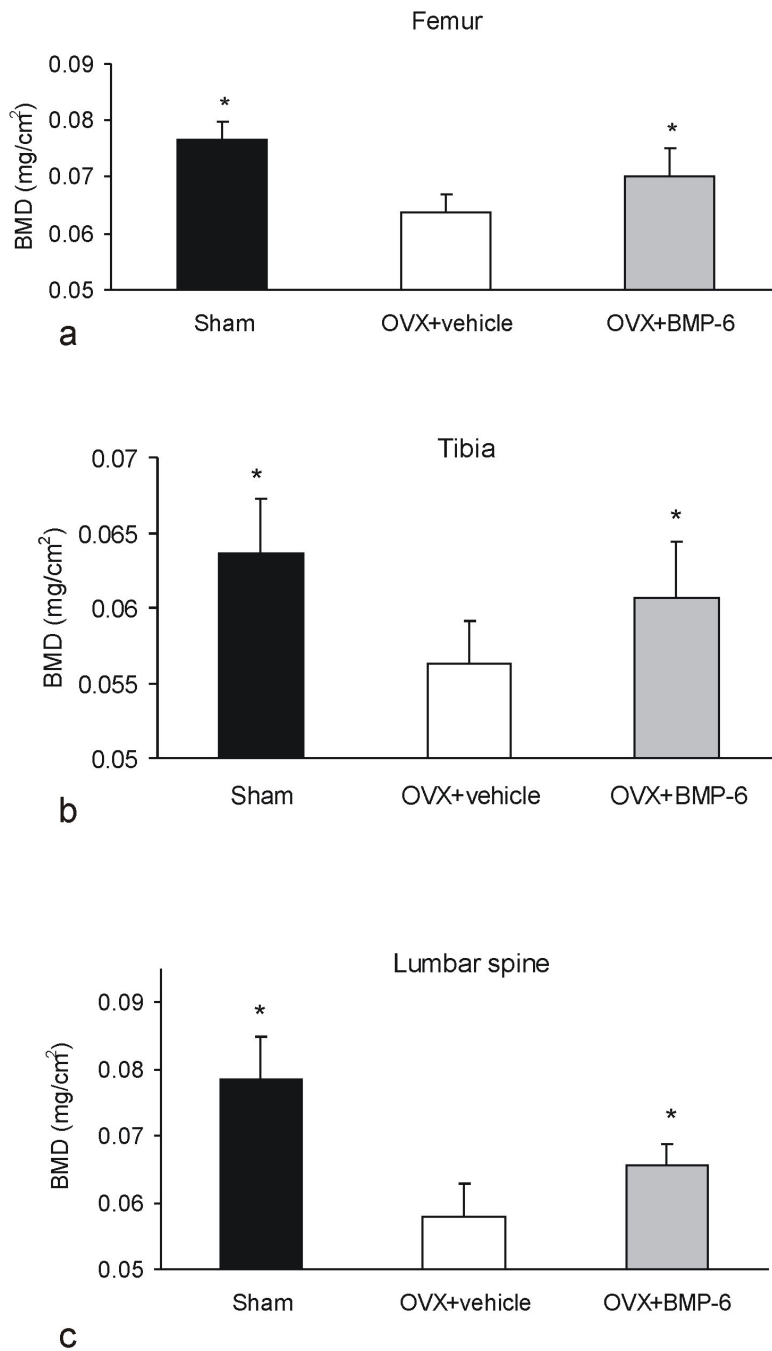 Femur
BMD (mg/cm²)
0.09
0.08
0.07
0.06
0.05
*
*
Sham OVX+vehicle OVX+BMP-6
a
Tibia
BMD (mg/cm²)
0.07
0.065
0.06
0.055
0.05
*
*
Sham OVX+vehicle OVX+BMP-6
b
Lumbar spine
BMD (mg/cm²)
0.09
0.08
0.07
0.06
0.05
*
*
Sham OVX+vehicle OVX+BMP-6
c